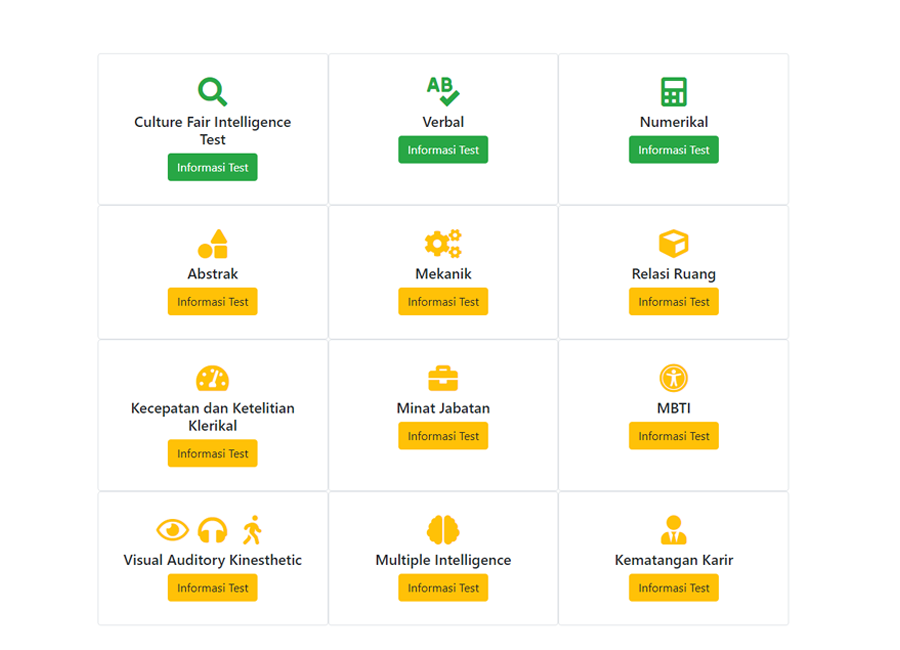 AB
Culture Fair Intelligence
Test
Verbal
Numerikal
Informasi Test
Informasi Test
Informasi Test
Abstrak
Mekanik
Relasi Ruang
Informasi Test
Informasi Test
Informasi Test
Kecepatan dan Ketelitian
Klerikal
Minat Jabatan
MBTI
Informasi Test
Informasi Test
Informasi Test
Visual Auditory Kinesthetic
Multiple Intelligence
Kematangan Karir
Informasi Test
Informasi Test
Informasi Test